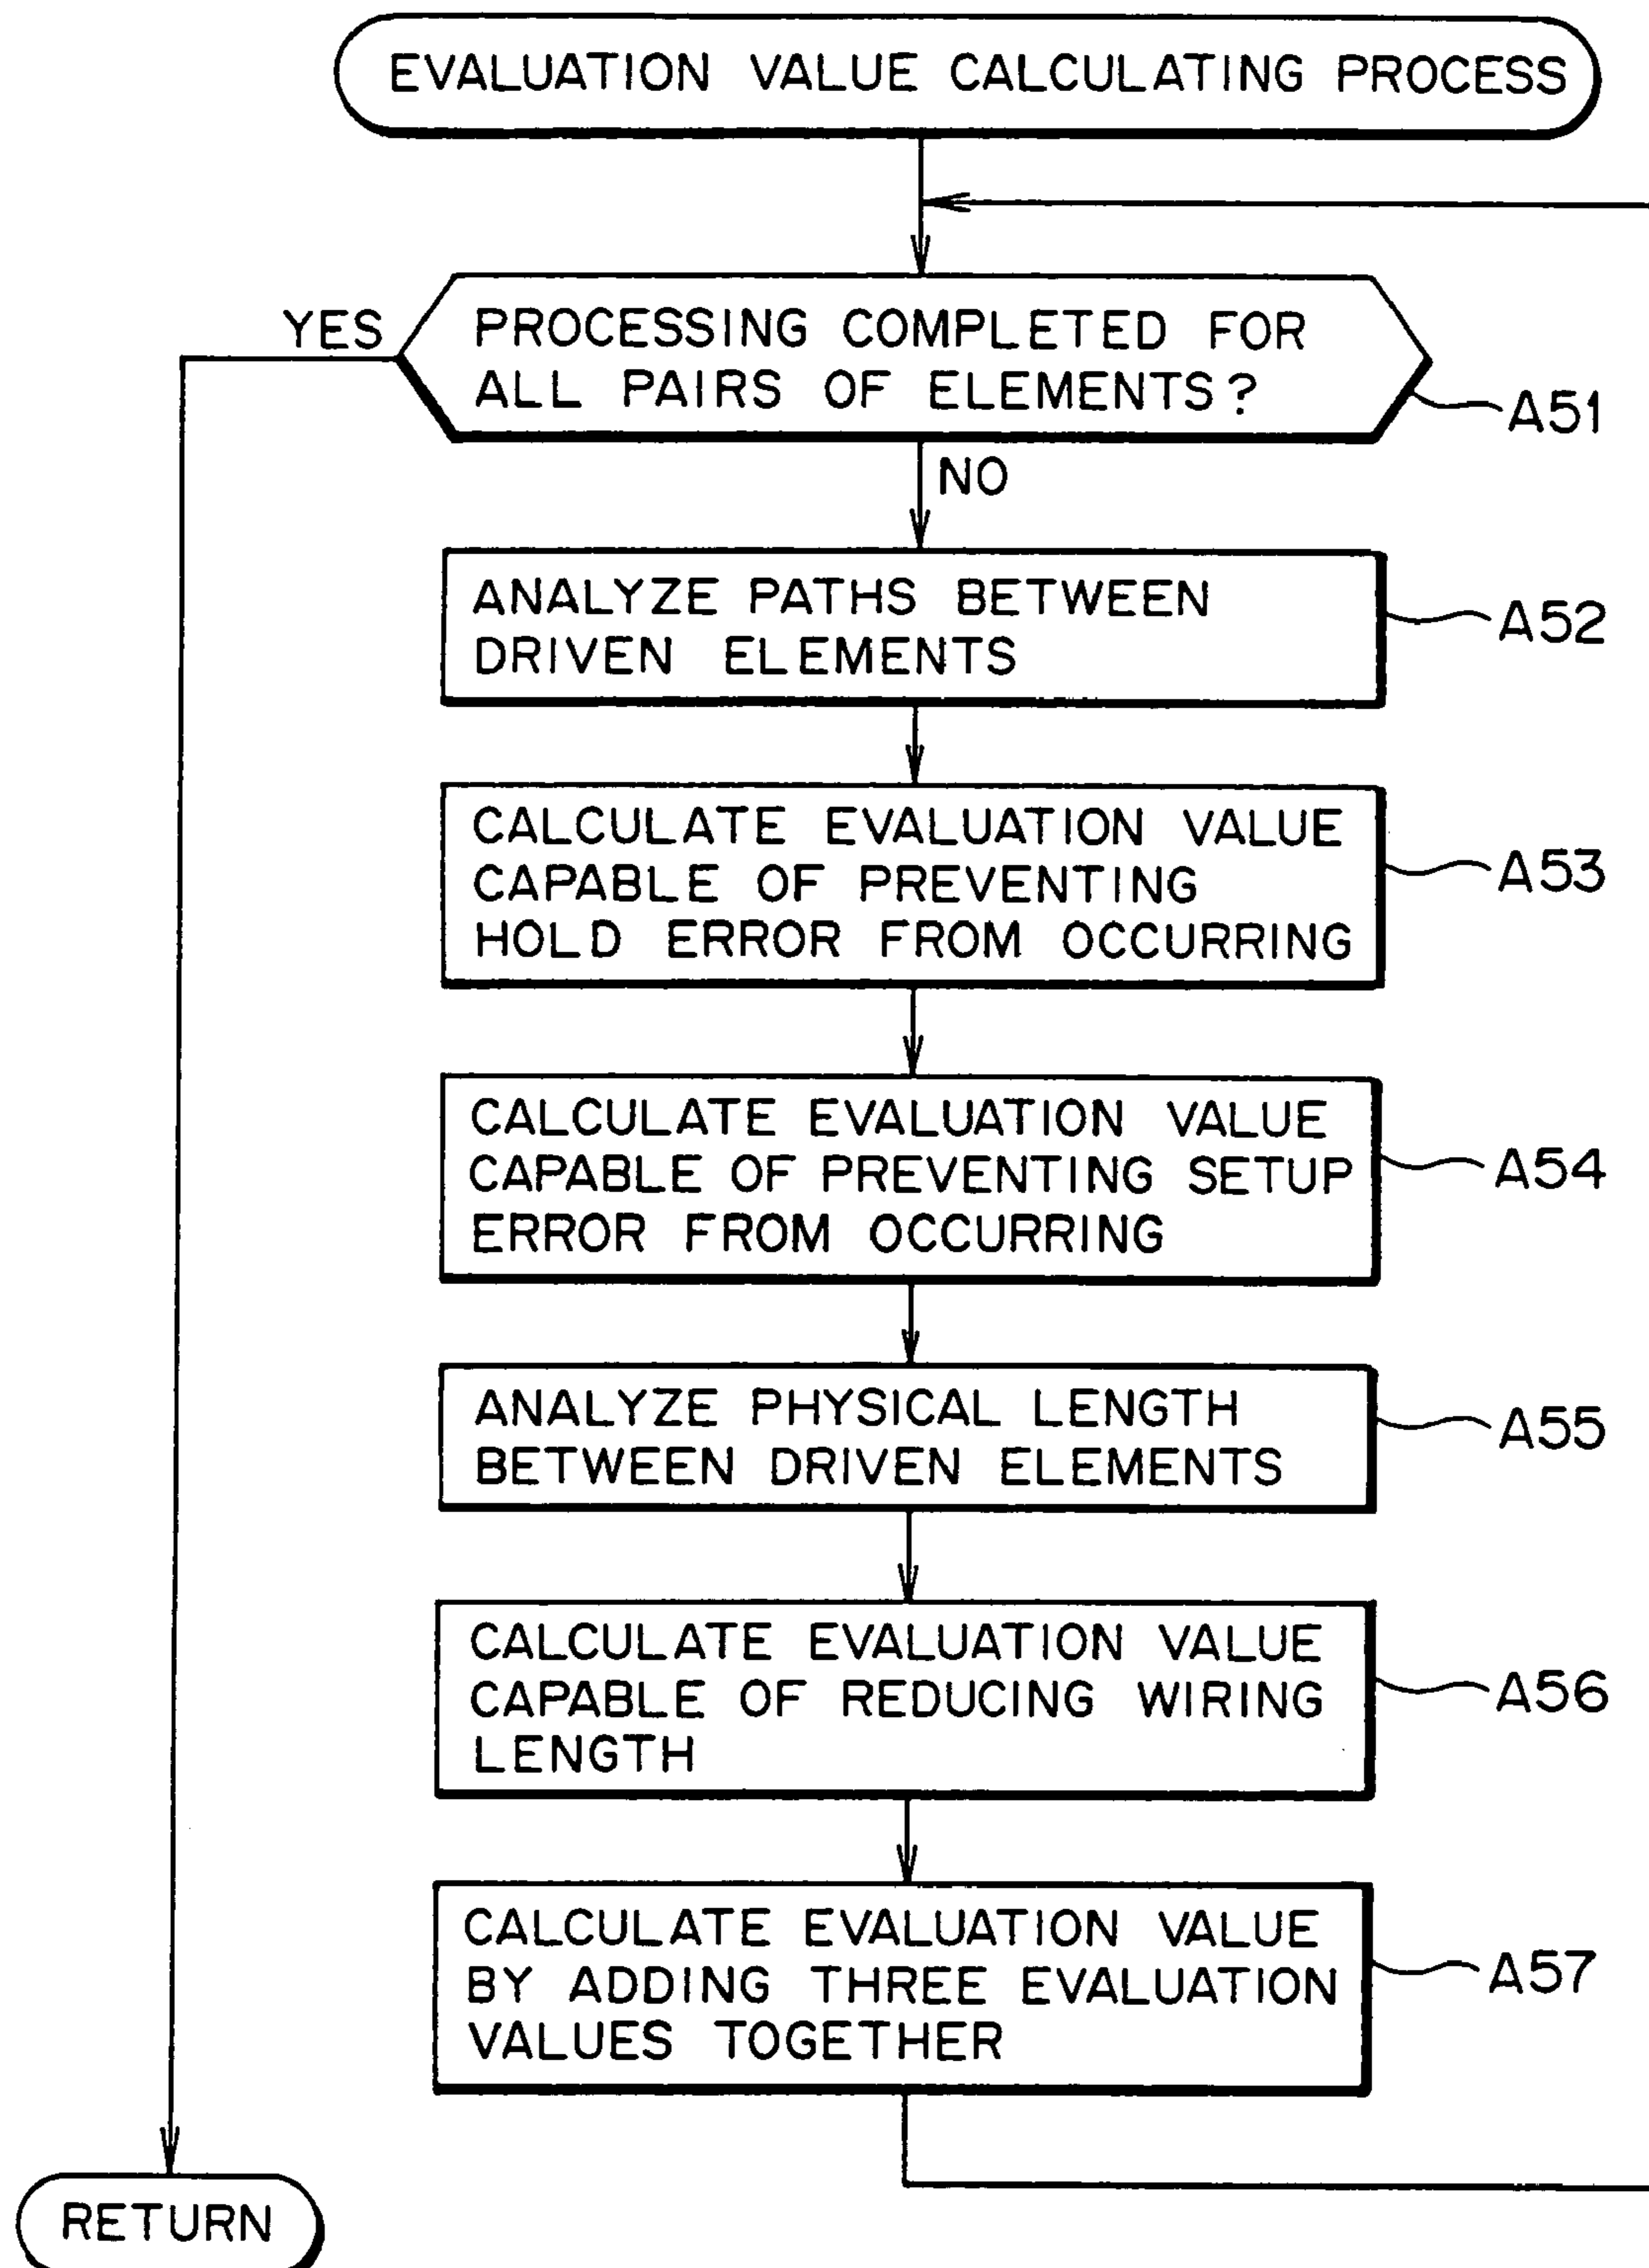 EVALUATION VALUE CALCULATING PROCESS
YES
PROCESSING COMPLETED FOR
ALL PAIRS OF ELEMENTS?
A51
NO
ANALYZE PATHS BETWEEN
DRIVEN ELEMENTS
A52
CALCULATE EVALUATION VALUE
CAPABLE OF PREVENTING
HOLD ERROR FROM OCCURRING
A53
CALCULATE EVALUATION VALUE
CAPABLE OF PREVENTING SETUP
ERROR FROM OCCURRING
A54
ANALYZE PHYSICAL LENGTH
BETWEEN DRIVEN ELEMENTS
A55
CALCULATE EVALUATION VALUE
CAPABLE OF REDUCING WIRING
LENGTH
A56
CALCULATE EVALUATION VALUE
BY ADDING THREE EVALUATION
VALUES TOGETHER
A57
RETURN